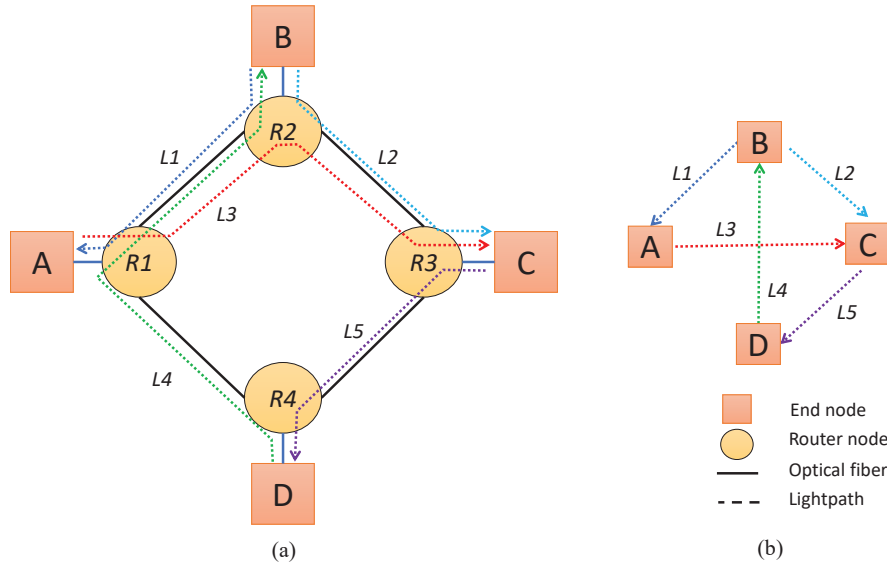 B
R2
L1
L2
L3
A
R1
R3
C
L5
L4
R4
D
(a)
B
L1
L2
A
L3
C
L4
L5
D
End node
Router node
Optical fiber
Lightpath
(b)